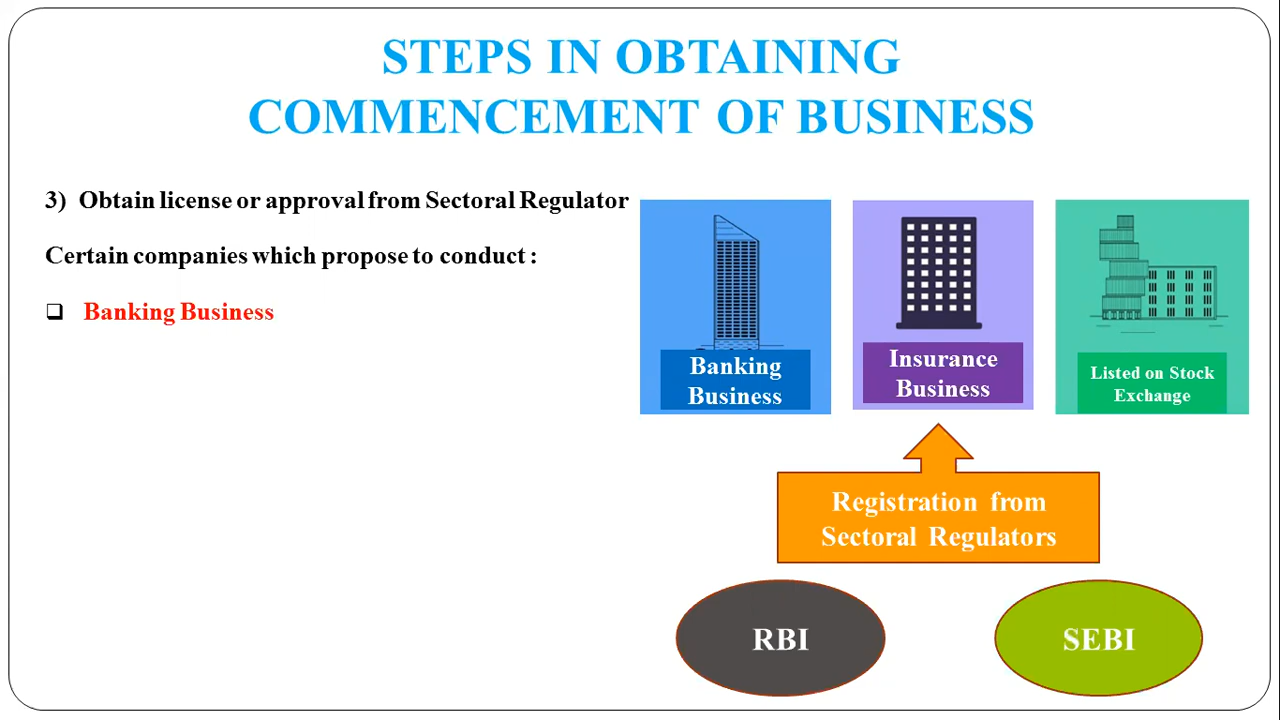 STEPS IN OBTAINING
COMMENCEMENT OF BUSINESS
3) Obtain license or approval from Sectoral Regulator
Certain companies which propose to conduct :
Banking Business
Banking
Business
Insurance
Business
Listed on Stock
Exchange
Registration from
Sectoral Regulators
RBI
SEBI